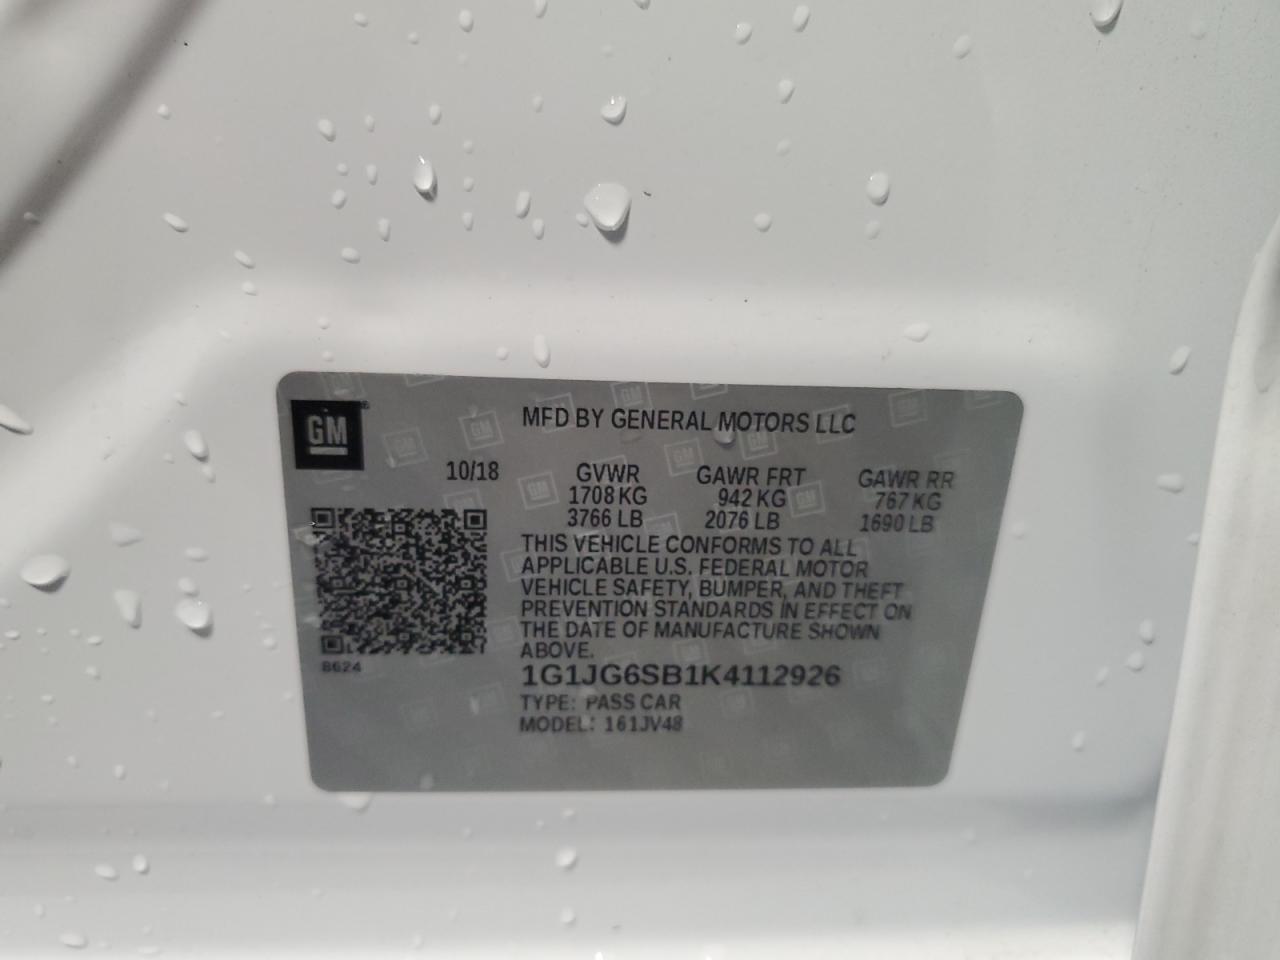 GM
MFD BY GENERAL MOTORS LLC
10/18 GVWR GAWR FRT GAWR RR
1708 KG 942 KG 767 KG
3766 LB 2076 LB 1690 LB
THIS VEHICLE CONFORMS TO ALL
APPLICABLE U.S. FEDERAL MOTOR
VEHICLE SAFETY, BUMPER, AND THEFT
PREVENTION STANDARDS IN EFFECT ON
THE DATE OF MANUFACTURE SHOWN
ABOVE.
8624
1G1JG6SB1K4112926
TYPE: PASS CAR
MODEL: 161JV48